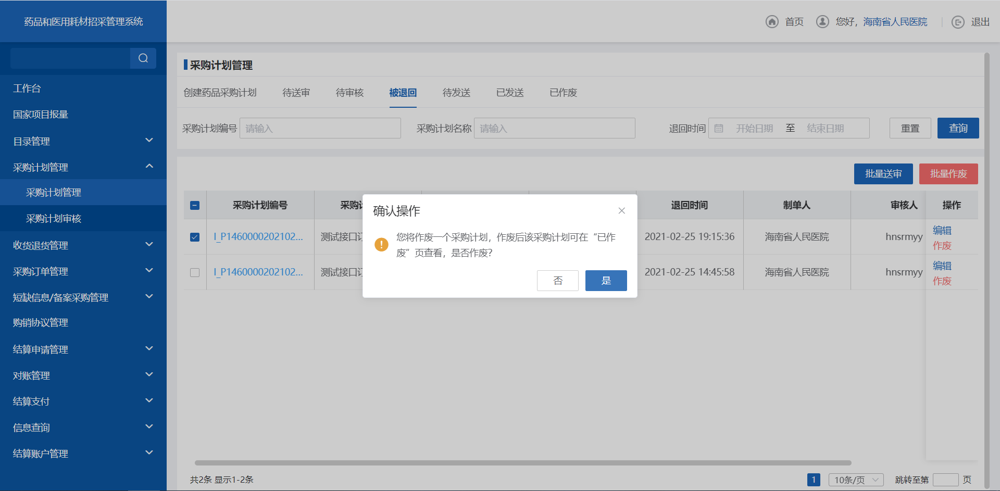 药品和医用耗材招采管理系统
首页
您好，海南省人民医院
退出
工作台
国家项目报量
目录管理
采购计划管理
采购计划管理
采购计划审核
收货退货管理
采购订单管理
短缺信息/备案采购管理
购销协议管理
结算申请管理
对账管理
结算支付
信息查询
结算账户管理
采购计划管理
创建药品采购计划 待送审 待审核 被退回 待发送 已发送 已作废
采购计划编号 请输入 采购计划名称 请输入 退回时间 开始日期 至 结束日期 重置 查询
批量送审 批量作废
采购计划编号 采购计 退回时间 制单人 审核人 操作
I_P1460000202102... 测试接口订 2021-02-25 19:15:36 海南省人民医院 hnsrmyy 编辑
作废
I_P1460000202102... 测试接口订 2021-02-25 14:45:58 海南省人民医院 hnsrmyy 编辑
作废
确认操作
您将作废一个采购计划，作废后该采购计划可在“已作
废”页查看，是否作废？
否 是
共2条 显示1-2条
1 10条/页 跳转至第 页